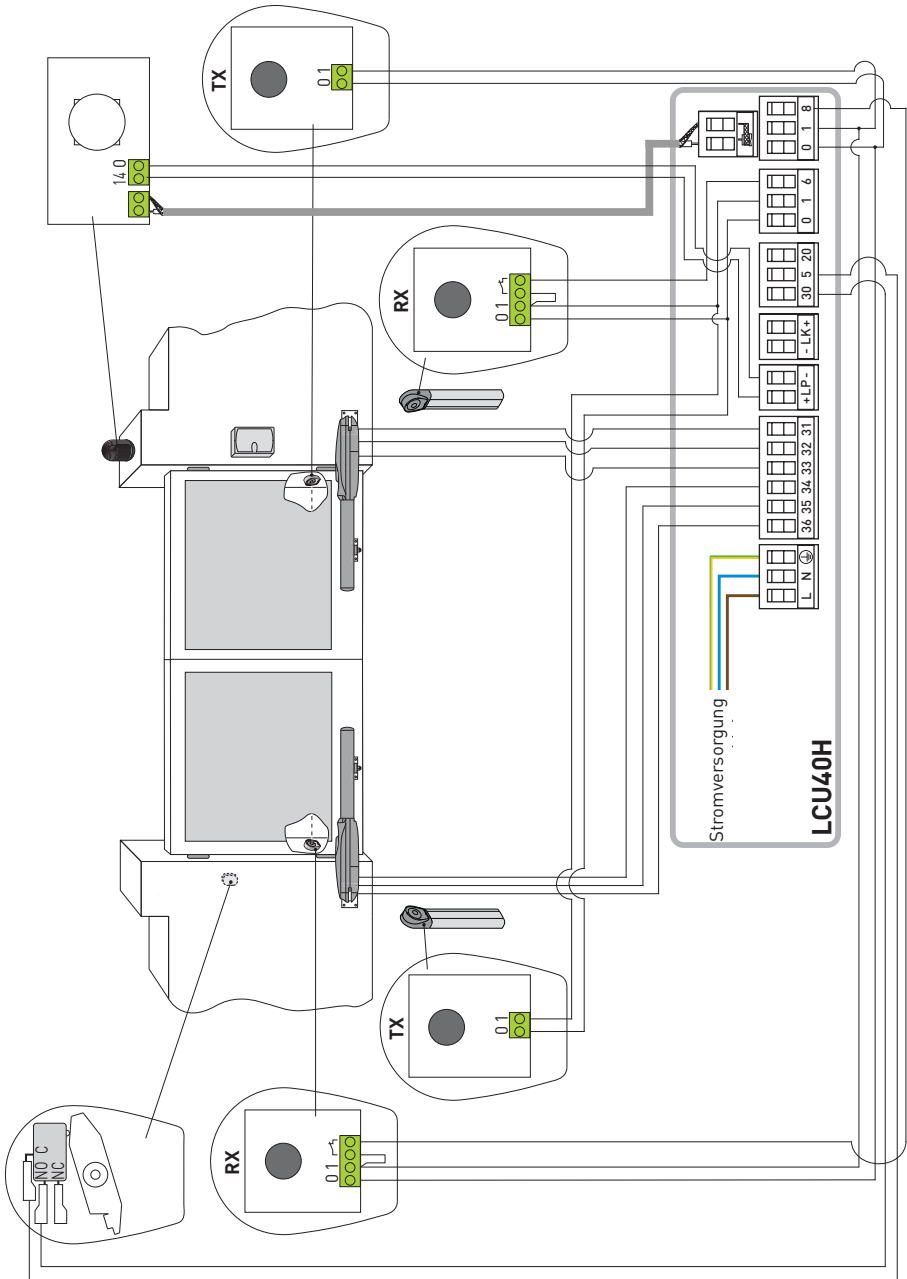 TX
0 1
14 0
RX
0 1
TX
0 1
RX
0 1
NO C
NC
0 1 8
0 1 6
30 5 20
- LK+
+LP-
36 35 34 33 32 31
L N
Stromversorgung
LCU40H